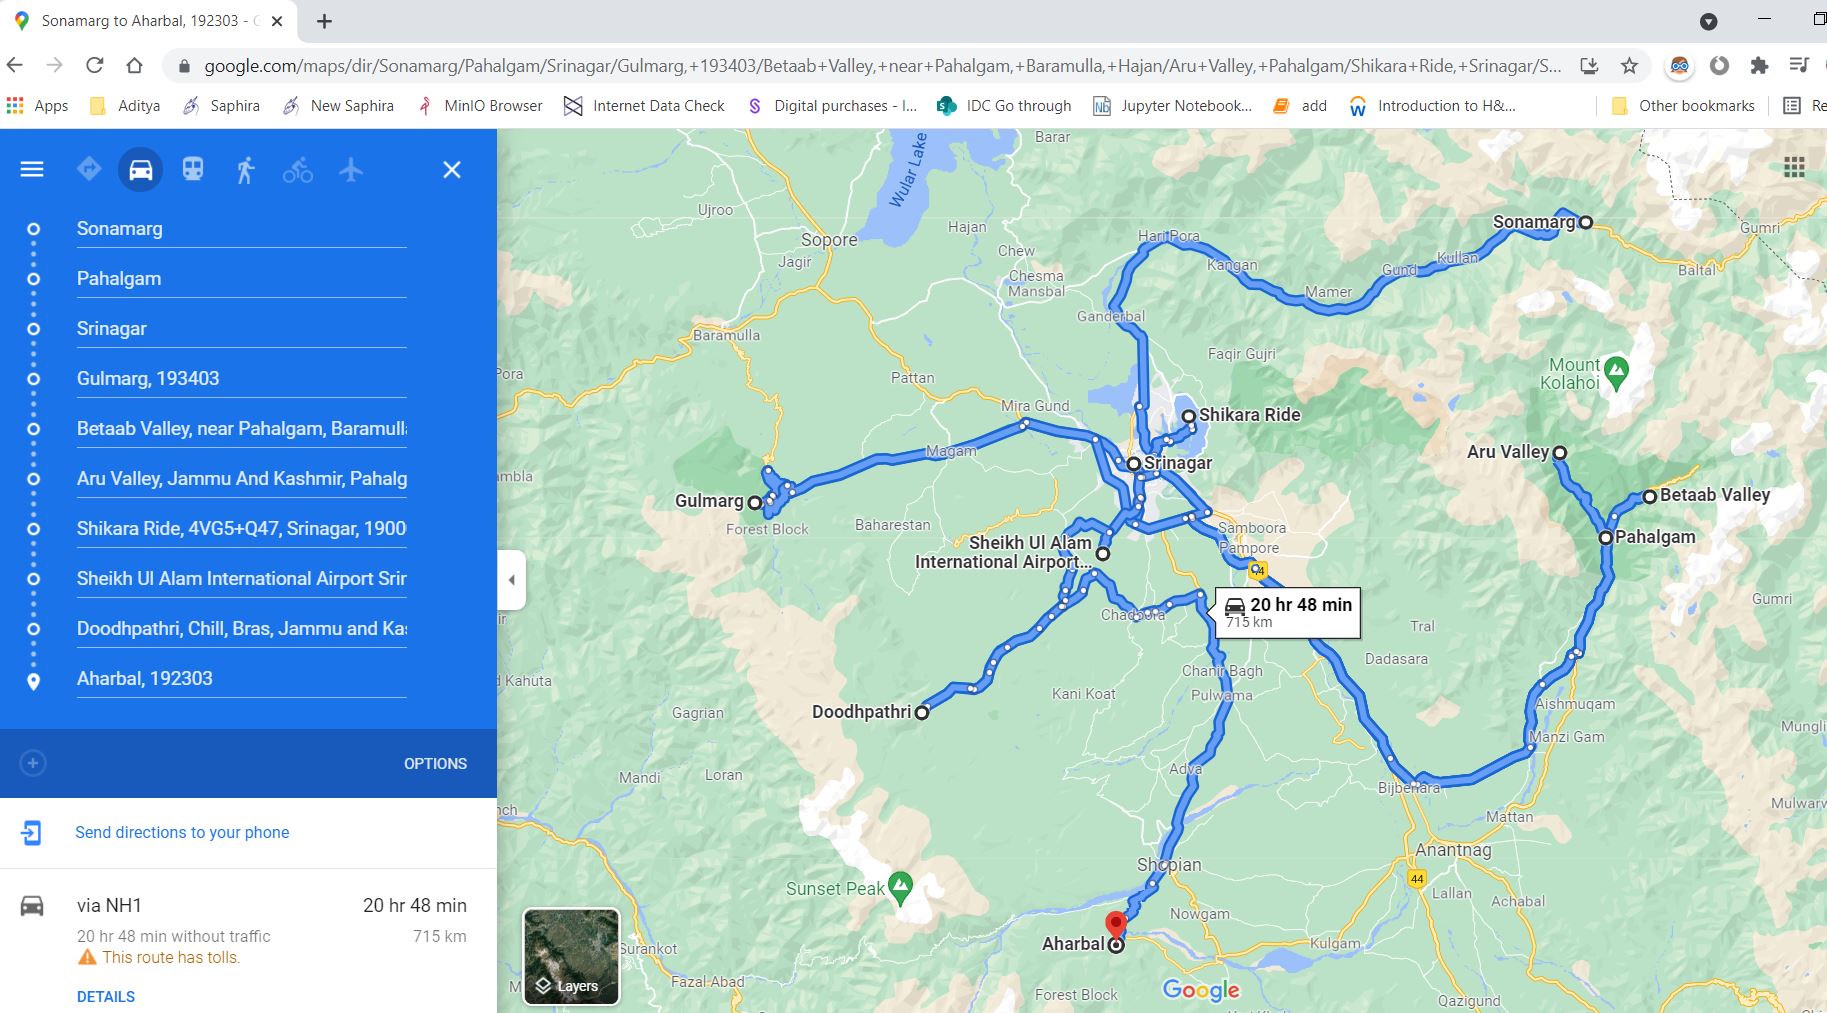 Sonamarg to Aharbal, 192303 - G
google.com/maps/dir/Sonamarg/Pahalgam/Srinagar/Gulmarg,+193403/Betaab+Valley,+near+Pahalgam,+Baramulla,+Hajan/Aru+Valley,+Pahalgam/Shikara+Ride,+Srinagar/S...
Apps Aditya Saphira New Saphira MinIO Browser Internet Data Check Digital purchases - I... IDC Go through Jupyter Notebook... add Introduction to H&... Other bookmarks Re
Sonamarg
Pahalgam
Srinagar
Gulmarg, 193403
Betaab Valley, near Pahalgam, Baramulla
Aru Valley, Jammu And Kashmir, Pahalg
Shikara Ride, 4VG5+Q47, Srinagar, 1900
Sheikh Ul Alam International Airport Srir
Doodhpathri, Chill, Bras, Jammu and Kas
Aharbal, 192303
OPTIONS
Send directions to your phone
via NH1 20 hr 48 min
20 hr 48 min without traffic 715 km
This route has tolls.
DETAILS
Barar
Wular Lake
Ujroo
Sopore
Hajan
Hari Pora
Sonamarg
Gumri
Jagir
Chew
Kangan
Kullan
Gund
Baltal
Chesma
Mansbal
Mamer
Ganderbal
Baramulla
Faqir Gujri
Mount
Kolahoi
Pora
Pattan
Mira Gund
Shikara Ride
Magam
Srinagar
Aru Valley
mbla
Gulmarg
Betaab Valley
Forest Block
Baharestan
Samboora
Pahalgam
Sheikh Ul Alam
International Airport...
Pampore
44
20 hr 48 min
715 km
Gumri
Chadoora
ir
Tral
Dadasara
Chanir Bagh
Pulwama
d Kahuta
Kani Koat
Gagrian
Doodhpathri
Aishmuqam
Mungli
Manzi Gam
Mandi
Loran
Adva
Bijbehara
nch
Mulwarw
Mattan
Anantnag
Shopian
44
Sunset Peak
Lallan
Achabal
Nowgam
Aharbal
Kulgam
Surankot
Layers
M
Fazal Abad
Forest Block
Google
Qazigund